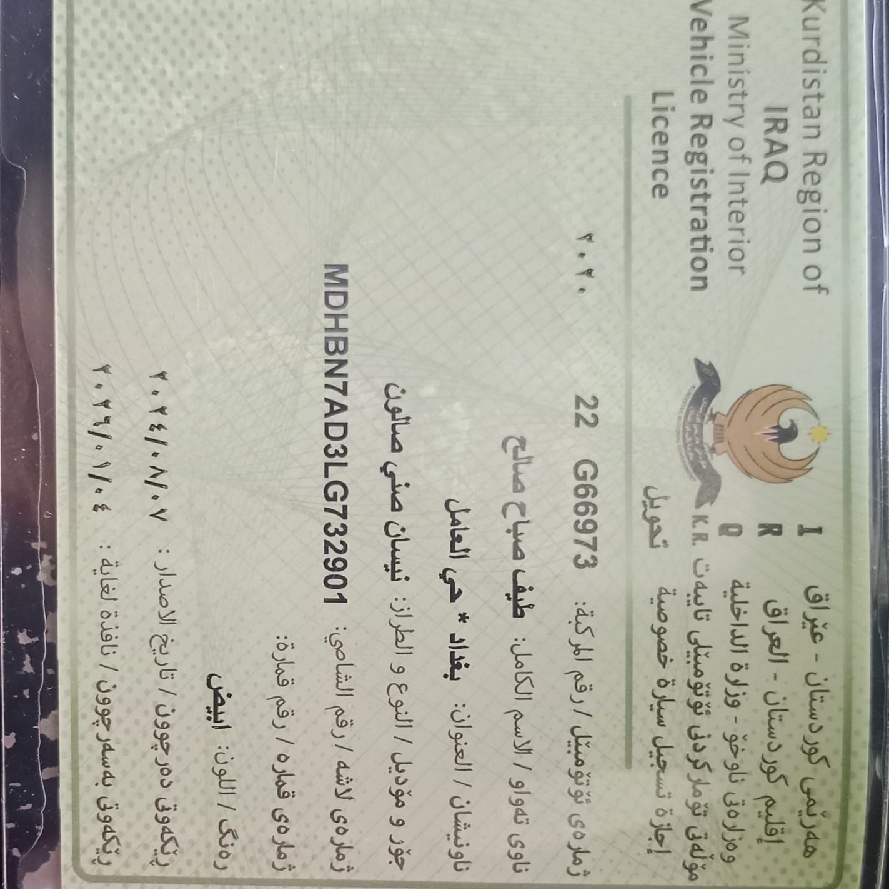 Kurdistan Region of
IRAQ
Ministry of Interior
Vehicle Registration
Licence
I
R
Q
K.R.
هەرێمی کوردستان - عێراق
إقليم كوردستان - العراق
وەزارەتی ناوخۆ - وزارة الداخلية
مۆڵەتی تۆمارکردنی ئۆتۆمبێلی تایبەت
إجازة تسجيل سيارة خصوصية تحويل
ژمارەی ئۆتۆمبێل / رقم المركبة: 22 G66973 ٢٠٢٠
ناوی تەواو / الاسم الكامل: طيف صباح صالح
ناونیشان / العنوان: بغداد * حي العامل
جۆر و مۆدیل / النوع و الطراز: نيسان صني صالون
ژمارەی لاشە / رقم الشاصي: MDHBN7AD3LG732901
ژمارەی قمارە / رقم قمارة:
رەنگ / اللون: ابيض
ڕێکەوتی دەرچوون / تاريخ الاصدار : ٢٠٢٤/٠٨/٠٧
ڕێکەوتی بەسەرچوون / نافذة لغاية : ٢٠٢٦/٠١/٠٤